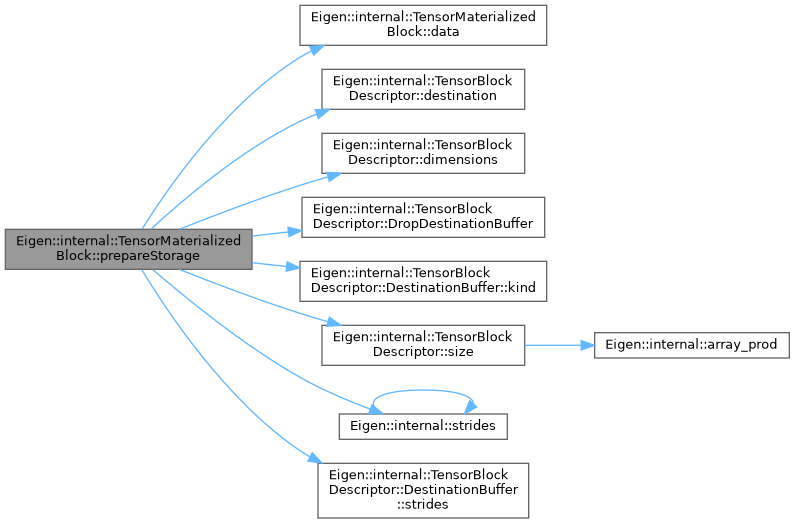 Eigen::internal::TensorMaterialized
Block::prepareStorage
Eigen::internal::TensorMaterialized
Block::data
Eigen::internal::TensorBlock
Descriptor::destination
Eigen::internal::TensorBlock
Descriptor::dimensions
Eigen::internal::TensorBlock
Descriptor::DropDestinationBuffer
Eigen::internal::TensorBlock
Descriptor::DestinationBuffer::kind
Eigen::internal::TensorBlock
Descriptor::size
Eigen::internal::array_prod
Eigen::internal::strides
Eigen::internal::TensorBlock
Descriptor::DestinationBuffer
::strides